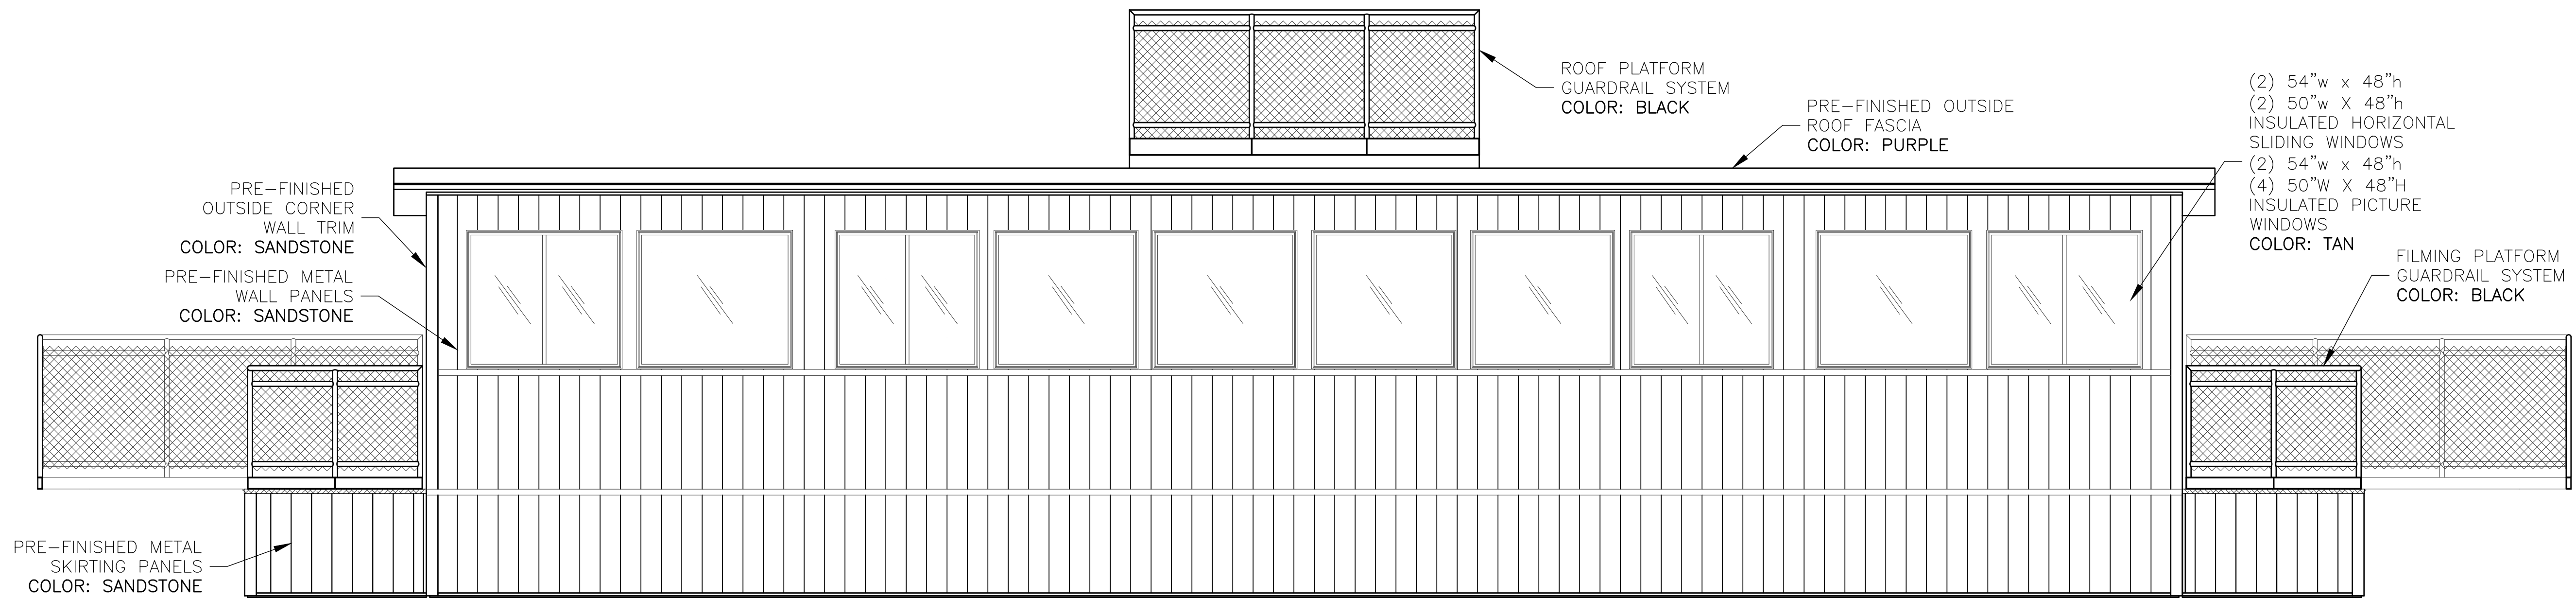 ROOF PLATFORM
GUARDRAIL SYSTEM
COLOR: BLACK
PRE-FINISHED OUTSIDE
ROOF FASCIA
COLOR: PURPLE
(2) 54"w x 48"h
(2) 50"w X 48"h
INSULATED HORIZONTAL
SLIDING WINDOWS
(2) 54"w x 48"h
(4) 50"W X 48"H
INSULATED PICTURE
WINDOWS
COLOR: TAN
PRE-FINISHED
OUTSIDE CORNER
WALL TRIM
COLOR: SANDSTONE
PRE-FINISHED METAL
WALL PANELS
COLOR: SANDSTONE
FILMING PLATFORM
GUARDRAIL SYSTEM
COLOR: BLACK
PRE-FINISHED METAL
SKIRTING PANELS
COLOR: SANDSTONE